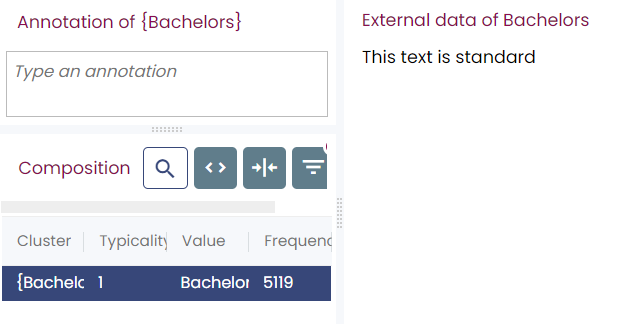 Annotation of {Bachelors}
Type an annotation
Composition
Cluster Typicality Value Frequenc
{Bachelc 1 Bachelor 5119
External data of Bachelors
This text is standard